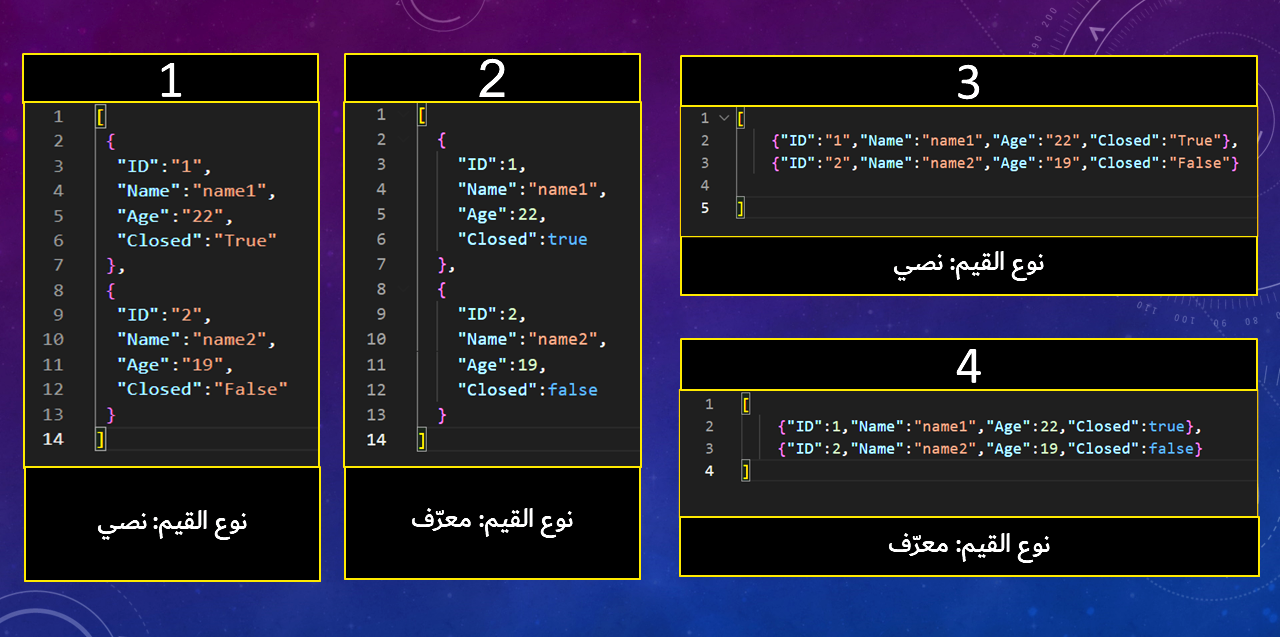 1
1 [
2 {
3 "ID":"1",
4 "Name":"name1",
5 "Age":"22",
6 "Closed":"True"
7 },
8 {
9 "ID":"2",
10 "Name":"name2",
11 "Age":"19",
12 "Closed":"False"
13 }
14 ]
نوع القيم: نصي
2
1 [
2 {
3 "ID":1,
4 "Name":"name1",
5 "Age":22,
6 "Closed":true
7 },
8 {
9 "ID":2,
10 "Name":"name2",
11 "Age":19,
12 "Closed":false
13 }
14 ]
نوع القيم: معرّف
3
1 [
2 {"ID":"1","Name":"name1","Age":"22","Closed":"True"},
3 {"ID":"2","Name":"name2","Age":"19","Closed":"False"}
4
5 ]
نوع القيم: نصي
4
1 [
2 {"ID":1,"Name":"name1","Age":22,"Closed":true},
3 {"ID":2,"Name":"name2","Age":19,"Closed":false}
4 ]
نوع القيم: معرّف
190 200
80 90 100 110